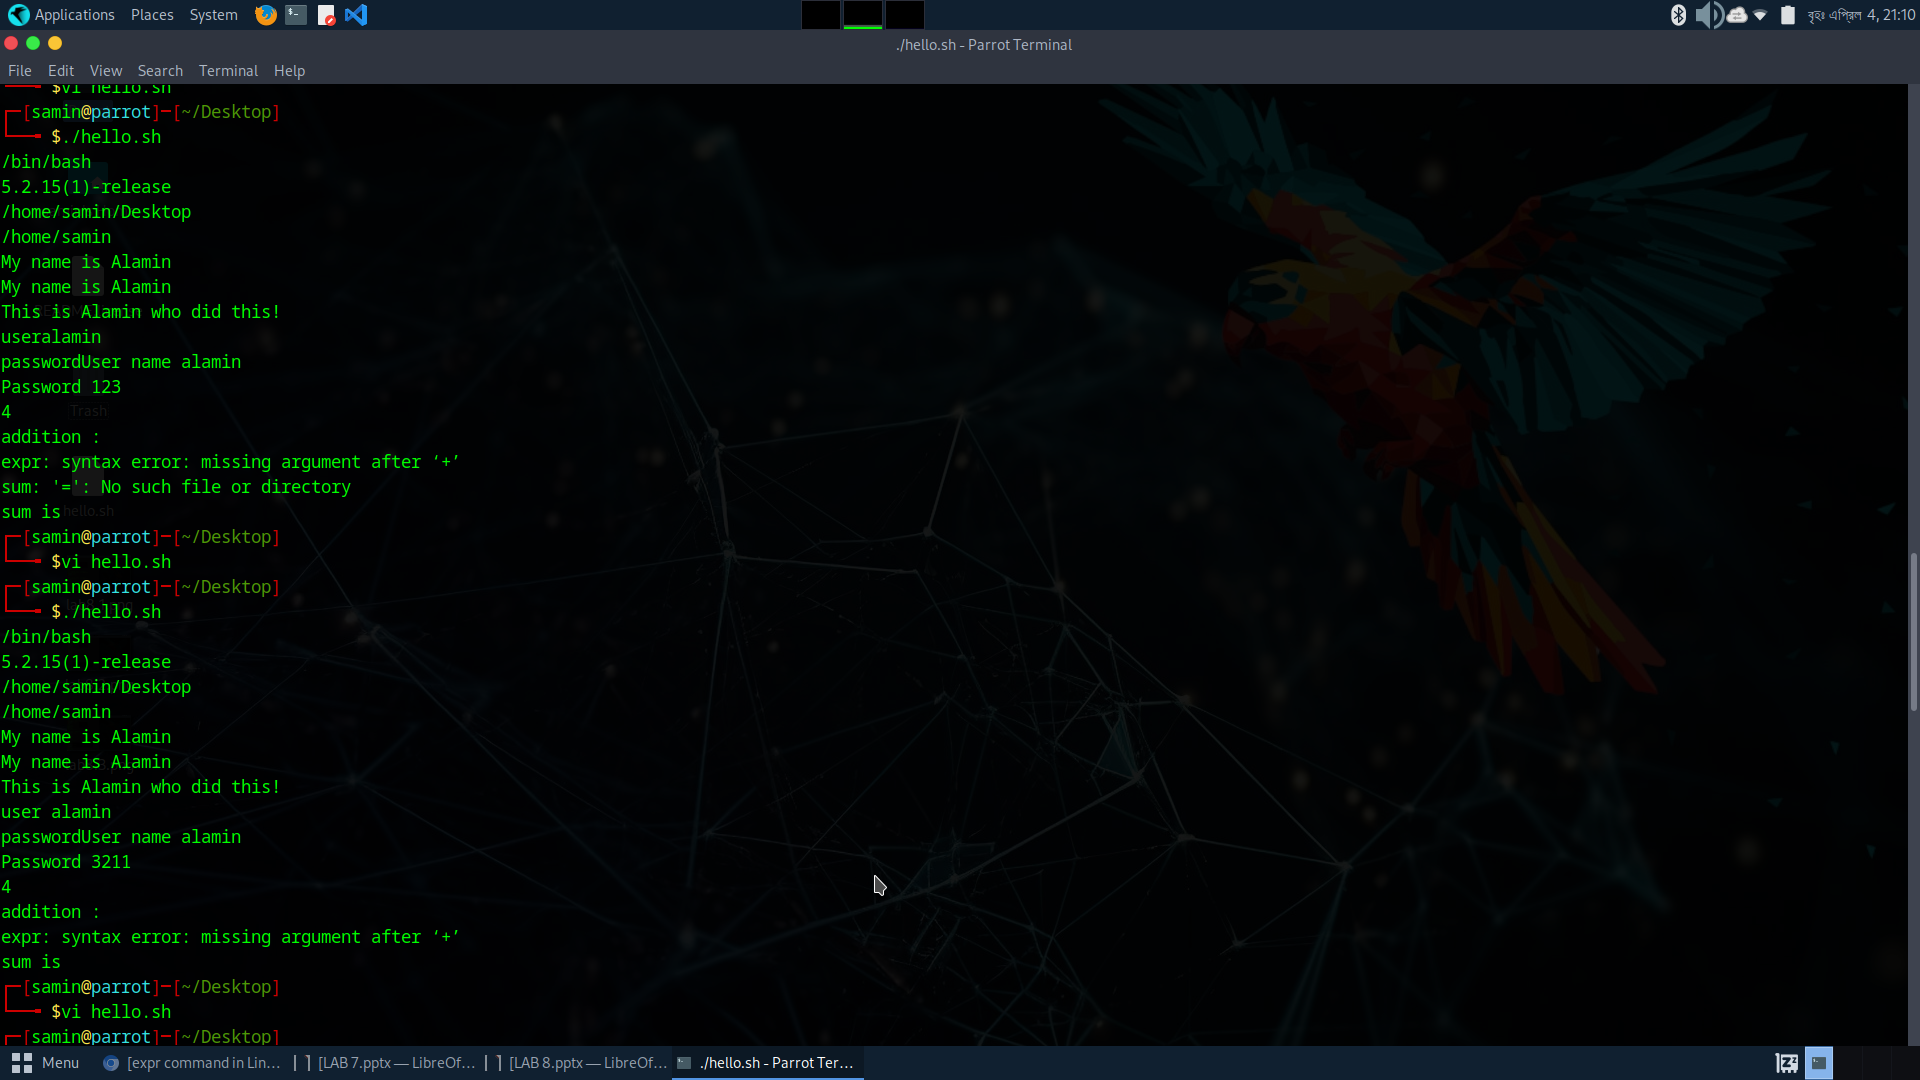 Applications Places System বৃহঃ এপ্রিল 4, 21:10
./hello.sh - Parrot Terminal
File Edit View Search Terminal Help
$vi hello.sh
[samin@parrot]─[~/Desktop]
$./hello.sh
/bin/bash
5.2.15(1)-release
/home/samin/Desktop
/home/samin
My name is Alamin
My name is Alamin
This is Alamin who did this!
useralamin
passwordUser name alamin
Password 123
4
Trash
addition :
expr: syntax error: missing argument after ‘+’
sum: '=': No such file or directory
sum is
hello.sh
[samin@parrot]─[~/Desktop]
$vi hello.sh
[samin@parrot]─[~/Desktop]
$./hello.sh
/bin/bash
5.2.15(1)-release
/home/samin/Desktop
/home/samin
My name is Alamin
My name is Alamin
This is Alamin who did this!
user alamin
passwordUser name alamin
Password 3211
4
addition :
expr: syntax error: missing argument after ‘+’
sum is
[samin@parrot]─[~/Desktop]
$vi hello.sh
[samin@parrot]─[~/Desktop]
Menu [expr command in Lin... [LAB 7.pptx — LibreOf... [LAB 8.pptx — LibreOf... ./hello.sh - Parrot Ter...